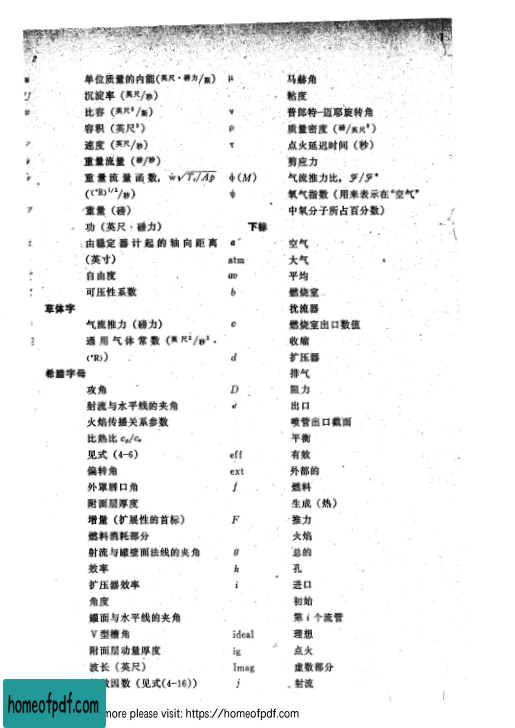 2
单位质量的内能(英尺·磅力/斯)
沉淀率（英尺/秒）
比容（英尺³/斯）
容积（英尺³）
速度（英尺/秒）
重量流量（磅/秒）
重量流量函数，
/秒）
重量（磅）
功（英尺·磅力）
由稳定器计起的轴向距离
(英寸)
自由度
可压性系数
草体字
气流推力（磅力）
通用气体常数（英尺²/秒²·
(°R)）
希腊字母
攻角
射流与水平线的夹角
火焰传播关系参数
比热比
见式（4-6）
偏转角
外罩唇口角
附面层厚度
增量（扩展性的首标）
燃料消耗部分
射流与罐壁面法线的夹角
效率
扩压器效率
角度
罐面与水平线的夹角
V型槽角
附面层动量厚度
波长（英尺）
因数（见式(4-16)）
μ 马赫角
粘度
ν 普郎特-迈耶旋转角
ρ 质量密度（磅/英尺³）
τ 点火延迟时间（秒）
剪应力
φ(M) 气流推力比，
ψ 氧气指数（用来表示在“空气”
中氧分子所占百分数）
下标
a 空气
atm 大气
av 平均
b 燃烧室
扰流器
c 燃烧室出口数值
收缩
d 扩压器
排气
D 阻力
e 出口
喷管出口截面
平衡
eff 有效
ext 外部的
f 燃料
生成（热）
F 推力
火焰
g 总的
h 孔
i 进口
初始
第 i 个流管
ideal 理想
ig 点火
Imag 虚数部分
j 射流
homeofpdf.com
more please visit: https://homeofpdf.com